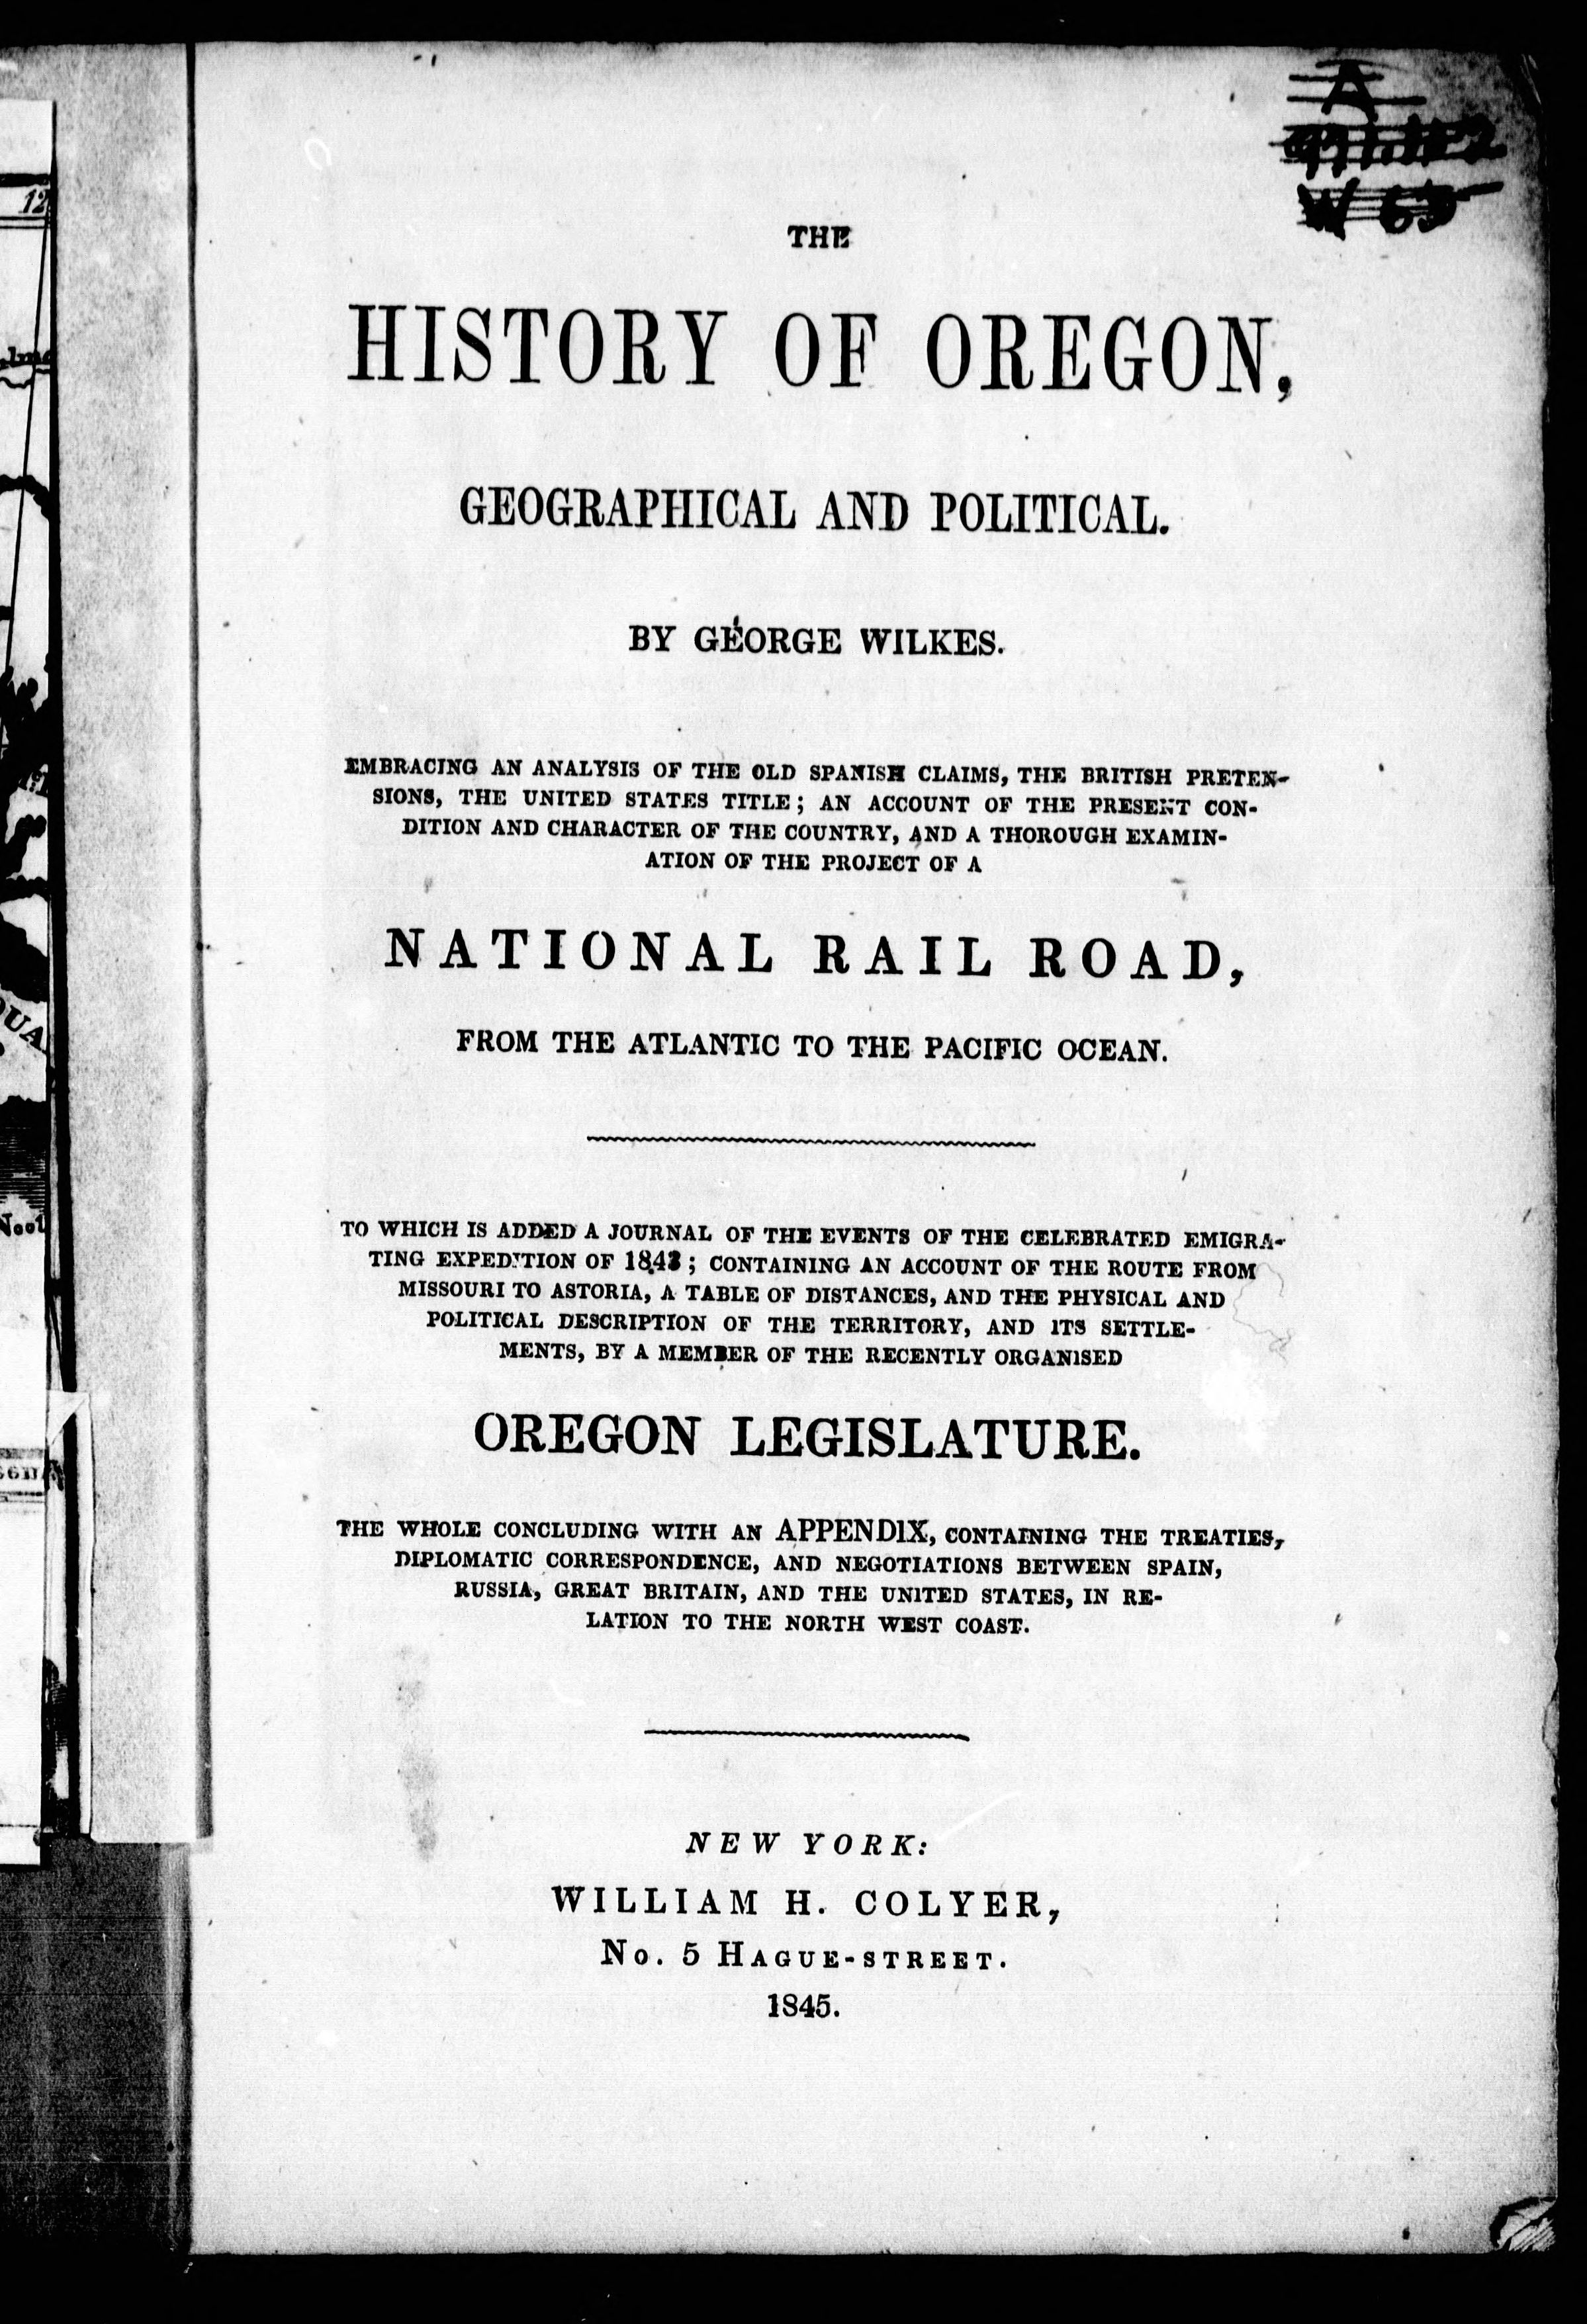 A
W 65
THE
HISTORY OF OREGON,
GEOGRAPHICAL AND POLITICAL.
BY GEORGE WILKES.
EMBRACING AN ANALYSIS OF THE OLD SPANISH CLAIMS, THE BRITISH PRETEN-
SIONS, THE UNITED STATES TITLE; AN ACCOUNT OF THE PRESENT CON-
DITION AND CHARACTER OF THE COUNTRY, AND A THOROUGH EXAMIN-
ATION OF THE PROJECT OF A
NATIONAL RAIL ROAD,
FROM THE ATLANTIC TO THE PACIFIC OCEAN.
TO WHICH IS ADDED A JOURNAL OF THE EVENTS OF THE CELEBRATED EMIGRA-
TING EXPEDITION OF 1843; CONTAINING AN ACCOUNT OF THE ROUTE FROM
MISSOURI TO ASTORIA, A TABLE OF DISTANCES, AND THE PHYSICAL AND
POLITICAL DESCRIPTION OF THE TERRITORY, AND ITS SETTLE-
MENTS, BY A MEMBER OF THE RECENTLY ORGANISED
OREGON LEGISLATURE.
THE WHOLE CONCLUDING WITH AN APPENDIX, CONTAINING THE TREATIES,
DIPLOMATIC CORRESPONDENCE, AND NEGOTIATIONS BETWEEN SPAIN,
RUSSIA, GREAT BRITAIN, AND THE UNITED STATES, IN RE-
LATION TO THE NORTH WEST COAST.
NEW YORK:
WILLIAM H. COLYER,
No. 5 HAGUE-STREET.
1845.